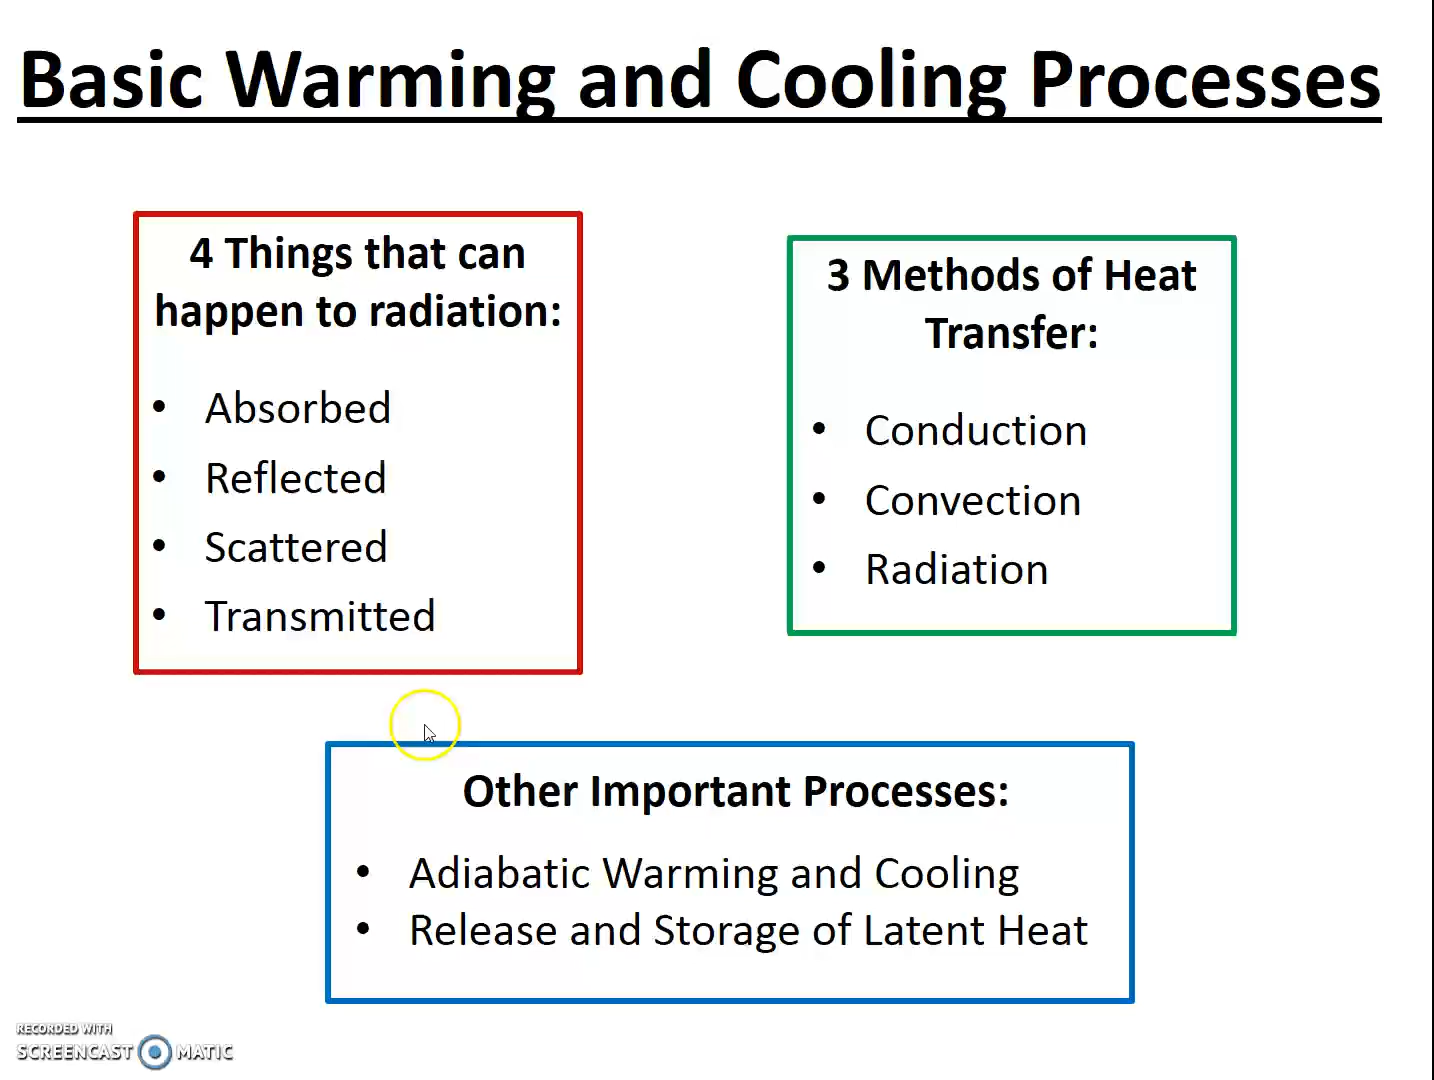 Basic Warming and Cooling Processes
4 Things that can
happen to radiation:
• Absorbed
• Reflected
• Scattered
• Transmitted
3 Methods of Heat
Transfer:
• Conduction
• Convection
• Radiation
Other Important Processes:
• Adiabatic Warming and Cooling
• Release and Storage of Latent Heat
RECORDED WITH
SCREENCAST MATIC